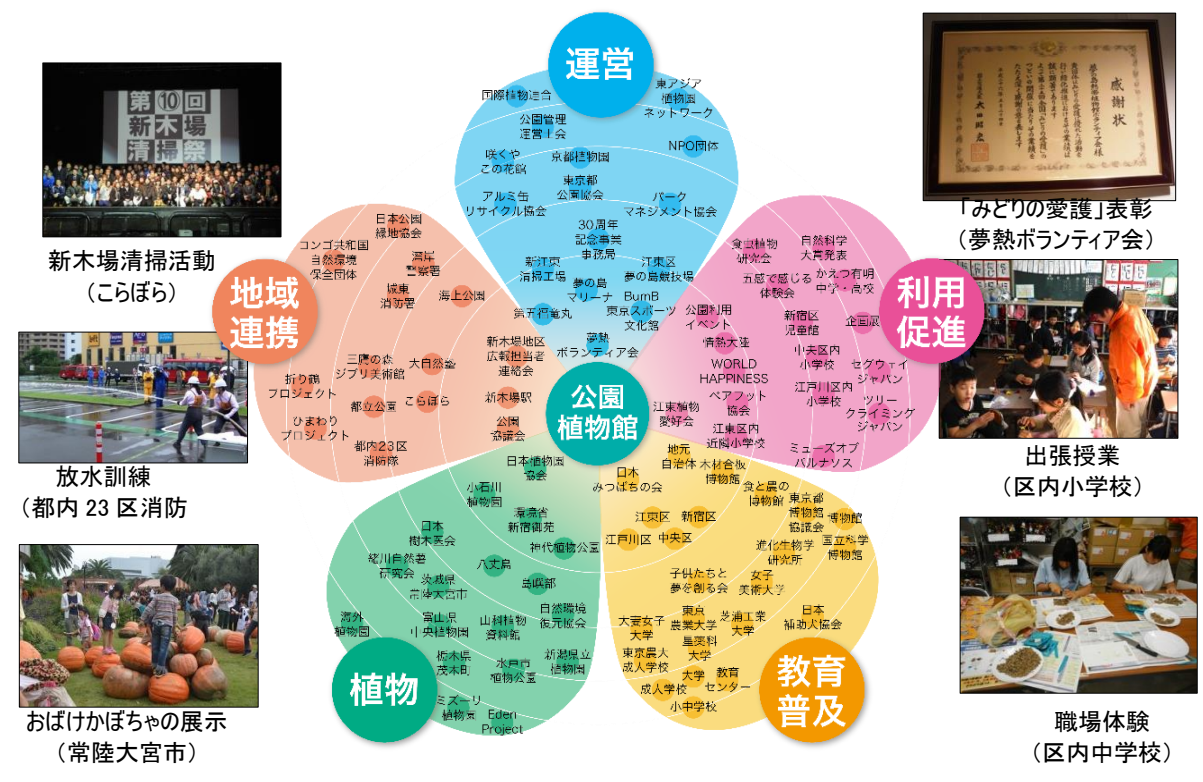 運営
国際植物連合
東アジア
植物園
ネットワーク
公園管理
運営士会
NPO団体
咲くや
この花館
京都植物園
東京都
公園協会
アルミ缶
リサイクル協会
パーク
マネジメント協会
30周年
記念事業
事務局
新江東
清掃工場
江東区
夢の島競技場
夢の島
マリーナ
BumB
東京スポーツ
文化館
第五福竜丸
夢熱
ボランティア会
地域
連携
日本公園
緑地協会
コンゴ共和国
自然環境
保全団体
湾岸
警察署
城東
消防署
海上公園
新木場地区
広報担当者
連絡会
三鷹の森
ジブリ美術館
大自然塾
折り鶴
プロジェクト
都立公園
こらぼら
新木場駅
ひまわり
プロジェクト
公園
協議会
都内23区
消防隊
利用
促進
食虫植物
研究会
自然科学
大賞発表
五感で感じる
体験会
かえつ有明
中学・高校
公園利用
イベント
新宿区
児童館
企画展
情熱大陸
中央区内
小学校
WORLD
HAPPINESS
セグウェイ
ジャパン
ベアフット
協会
江戸川区内
小学校
ツリー
クライミング
ジャパン
江東植物
愛好会
江東区内
近隣小学校
ミューズオブ
パルナソス
公園
植物館
植物
日本植物園
協会
小石川
植物園
環境省
新宿御苑
日本
樹木医会
神代植物公園
研究会
八丈島
茨城県
常陸大宮市
島嶼部
海外
植物園
富山県
中央植物園
山科植物
資料館
自然環境
復元協会
栃木県
茂木町
水戸市
植物公園
新潟県立
植物園
ミズーリ
植物園
Eden
Project
教育
普及
地元
自治体
木材合板
博物館
日本
みつばちの会
食と農の
博物館
東京都
博物館
協議会
博物館
江東区
新宿区
江戸川区
中央区
国立科学
博物館
進化生物学
研究所
子供たちと
夢を創る会
女子
美術大学
大妻女子
大学
東京
農業大学
星薬科
大学
芝浦工業
大学
日本
補助犬協会
東京農大
成人学校
大学
成人学校
教育
センター
小中学校
第⑩回
新木場
清掃祭
新木場清掃活動
（こらぼら）
放水訓練
（都内23区消防
おばけかぼちゃの展示
（常陸大宮市）
感謝状
「みどりの愛護」表彰
（夢熱ボランティア会）
出張授業
（区内小学校）
職場体験
（区内中学校）